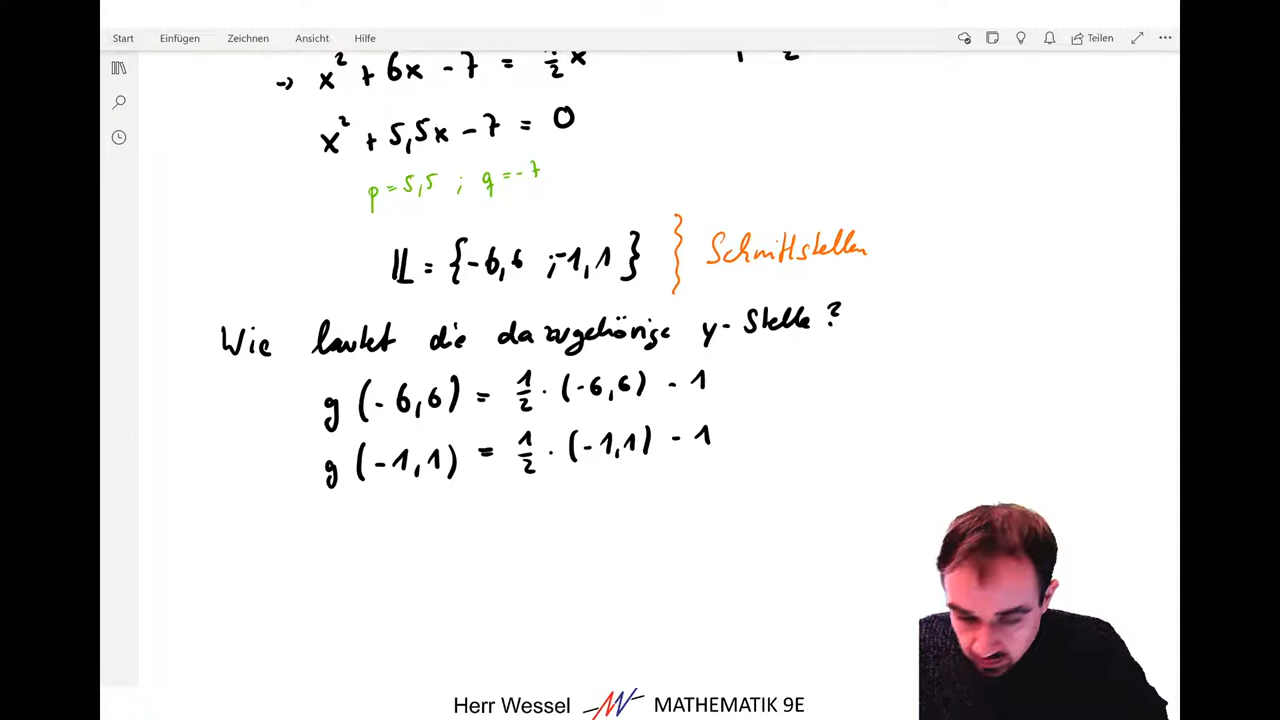 Start Einfügen Zeichnen Ansicht Hilfe Teilen
→ x² + 6x - 7 = ½x
x² + 5,5x - 7 = 0
p = 5,5 ; q = -7
𝕃 = {-6,6 ; -1,1} } Schnittstellen
Wie lautet die dazugehörige y-Stelle?
g (-6,6) = ½ · (-6,6) - 1
g (-1,1) = ½ · (-1,1) - 1
Herr Wessel MATHEMATIK 9E